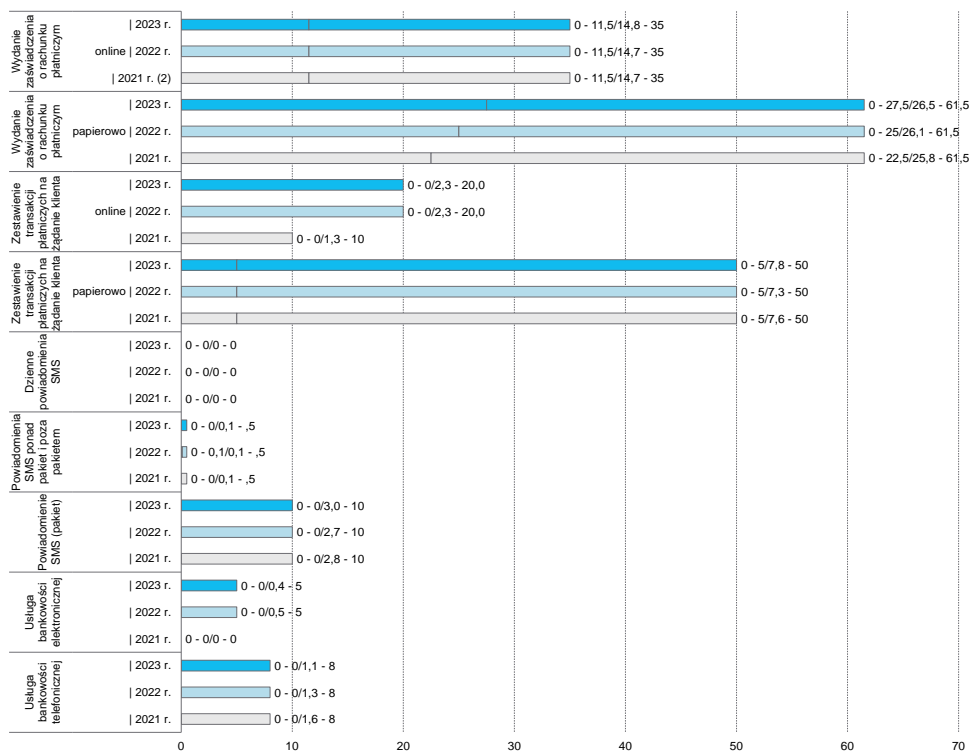 Wydanie
zaświadczenia
o rachunku
płatniczym
| 2023 r.
0 - 11,5/14,8 - 35
online | 2022 r.
0 - 11,5/14,7 - 35
| 2021 r. (2)
0 - 11,5/14,7 - 35
Wydanie
zaświadczenia
o rachunku
płatniczym
| 2023 r.
0 - 27,5/26,5 - 61,5
papierowo | 2022 r.
0 - 25/26,1 - 61,5
| 2021 r.
0 - 22,5/25,8 - 61,5
Zestawienie
transakcji
płatniczych na
żądanie klienta
| 2023 r.
0 - 0/2,3 - 20,0
online | 2022 r.
0 - 0/2,3 - 20,0
| 2021 r.
0 - 0/1,3 - 10
Zestawienie
transakcji
płatniczych na
żądanie klienta
| 2023 r.
0 - 5/7,8 - 50
papierowo | 2022 r.
0 - 5/7,3 - 50
| 2021 r.
0 - 5/7,6 - 50
Dzienne
powiadomienia
SMS
| 2023 r.
0 - 0/0 - 0
| 2022 r.
0 - 0/0 - 0
| 2021 r.
0 - 0/0 - 0
Powiadomienia
SMS ponad
pakiet i poza
pakietem
| 2023 r.
0 - 0/0,1 - ,5
| 2022 r.
0 - 0,1/0,1 - ,5
| 2021 r.
0 - 0/0,1 - ,5
Powiadomienie
SMS (pakiet)
| 2023 r.
0 - 0/3,0 - 10
| 2022 r.
0 - 0/2,7 - 10
| 2021 r.
0 - 0/2,8 - 10
Usługa
bankowości
elektronicznej
| 2023 r.
0 - 0/0,4 - 5
| 2022 r.
0 - 0/0,5 - 5
| 2021 r.
0 - 0/0 - 0
Usługa
bankowości
telefonicznej
| 2023 r.
0 - 0/1,1 - 8
| 2022 r.
0 - 0/1,3 - 8
| 2021 r.
0 - 0/1,6 - 8
0 10 20 30 40 50 60 70